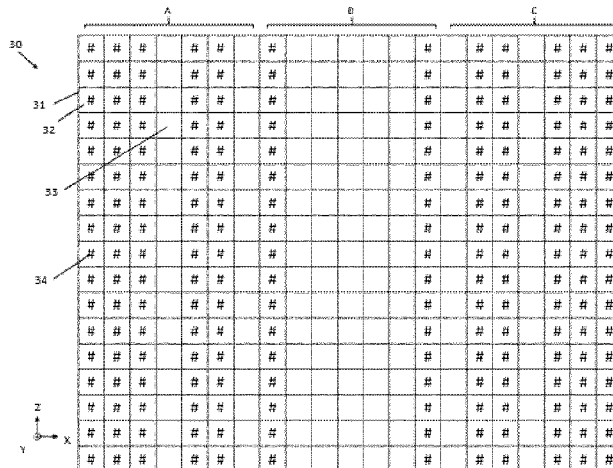 A B C
30 # # # # # # # # # # # #
# # # # # # # # # # # #
31 # # # # # # # # # # # #
32 # # # # # # # # # # # #
# # # # # # # # # # # #
# # # # # # # # # # # #
33 # # # # # # # # # # # #
# # # # # # # # # # # #
# # # # # # # # # # # #
34 # # # # # # # # # # # #
# # # # # # # # # # # #
# # # # # # # # # # # #
# # # # # # # # # # # #
# # # # # # # # # # # #
Z # # # # # # # # # # # #
X # # # # # # # # # # # #
Y # # # # # # # # # # # #